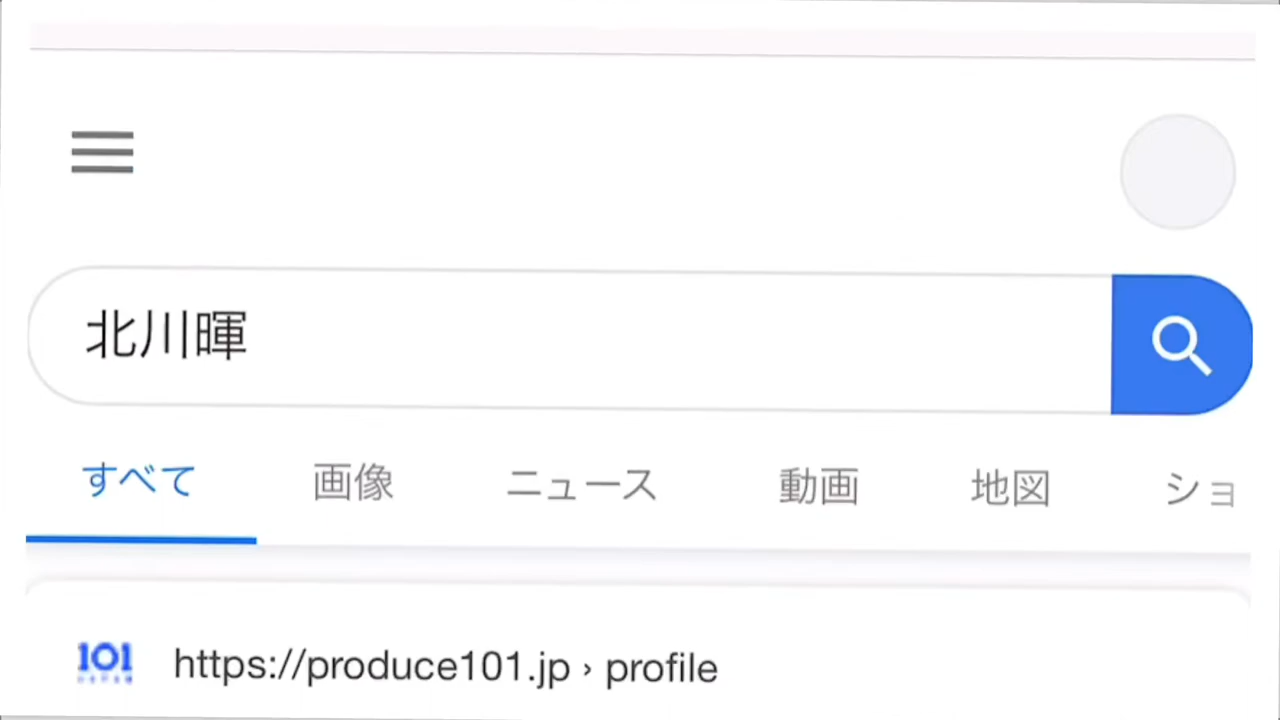 北川暉
すべて 画像 ニュース 動画 地図 ショ
101 https://produce101.jp › profile